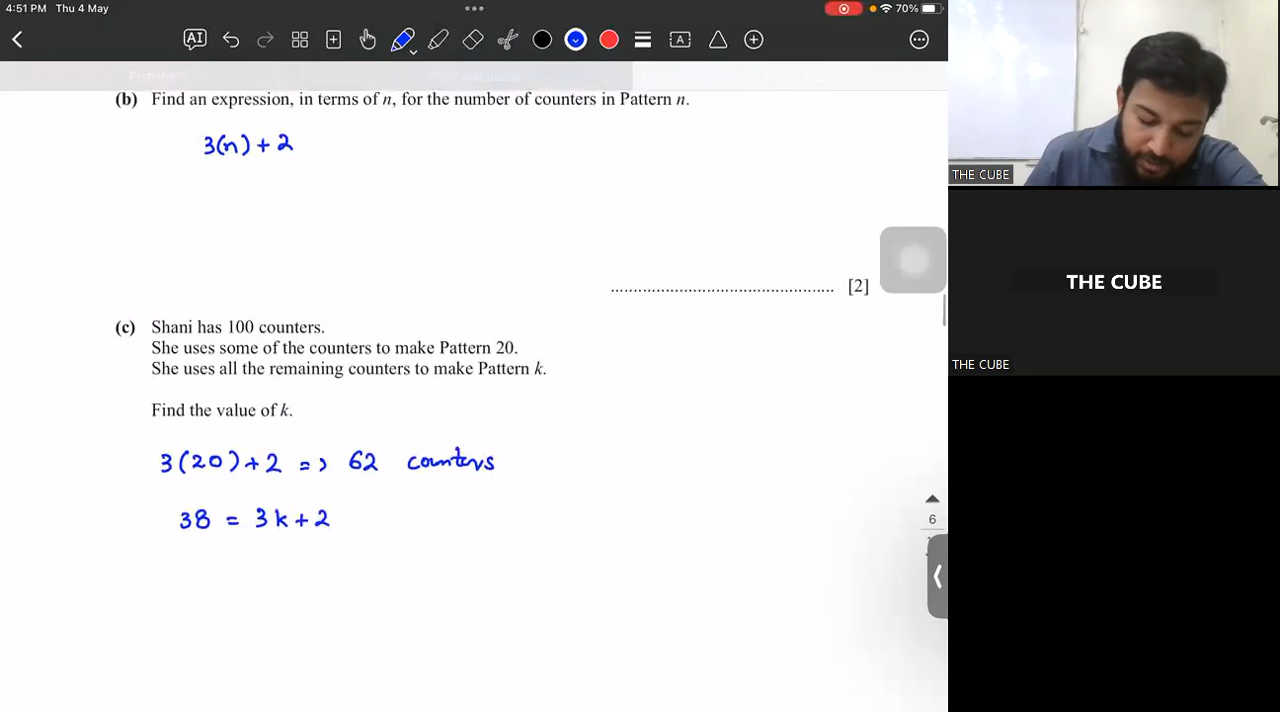 4:51 PM Thu 4 May
70%
AI
A
(b) Find an expression, in terms of n, for the number of counters in Pattern n.
3(n) + 2
THE CUBE
.................................................. [2]
THE CUBE
(c) Shani has 100 counters.
She uses some of the counters to make Pattern 20.
She uses all the remaining counters to make Pattern k.
THE CUBE
Find the value of k.
3(20) + 2 => 62 counters
38 = 3k + 2
6